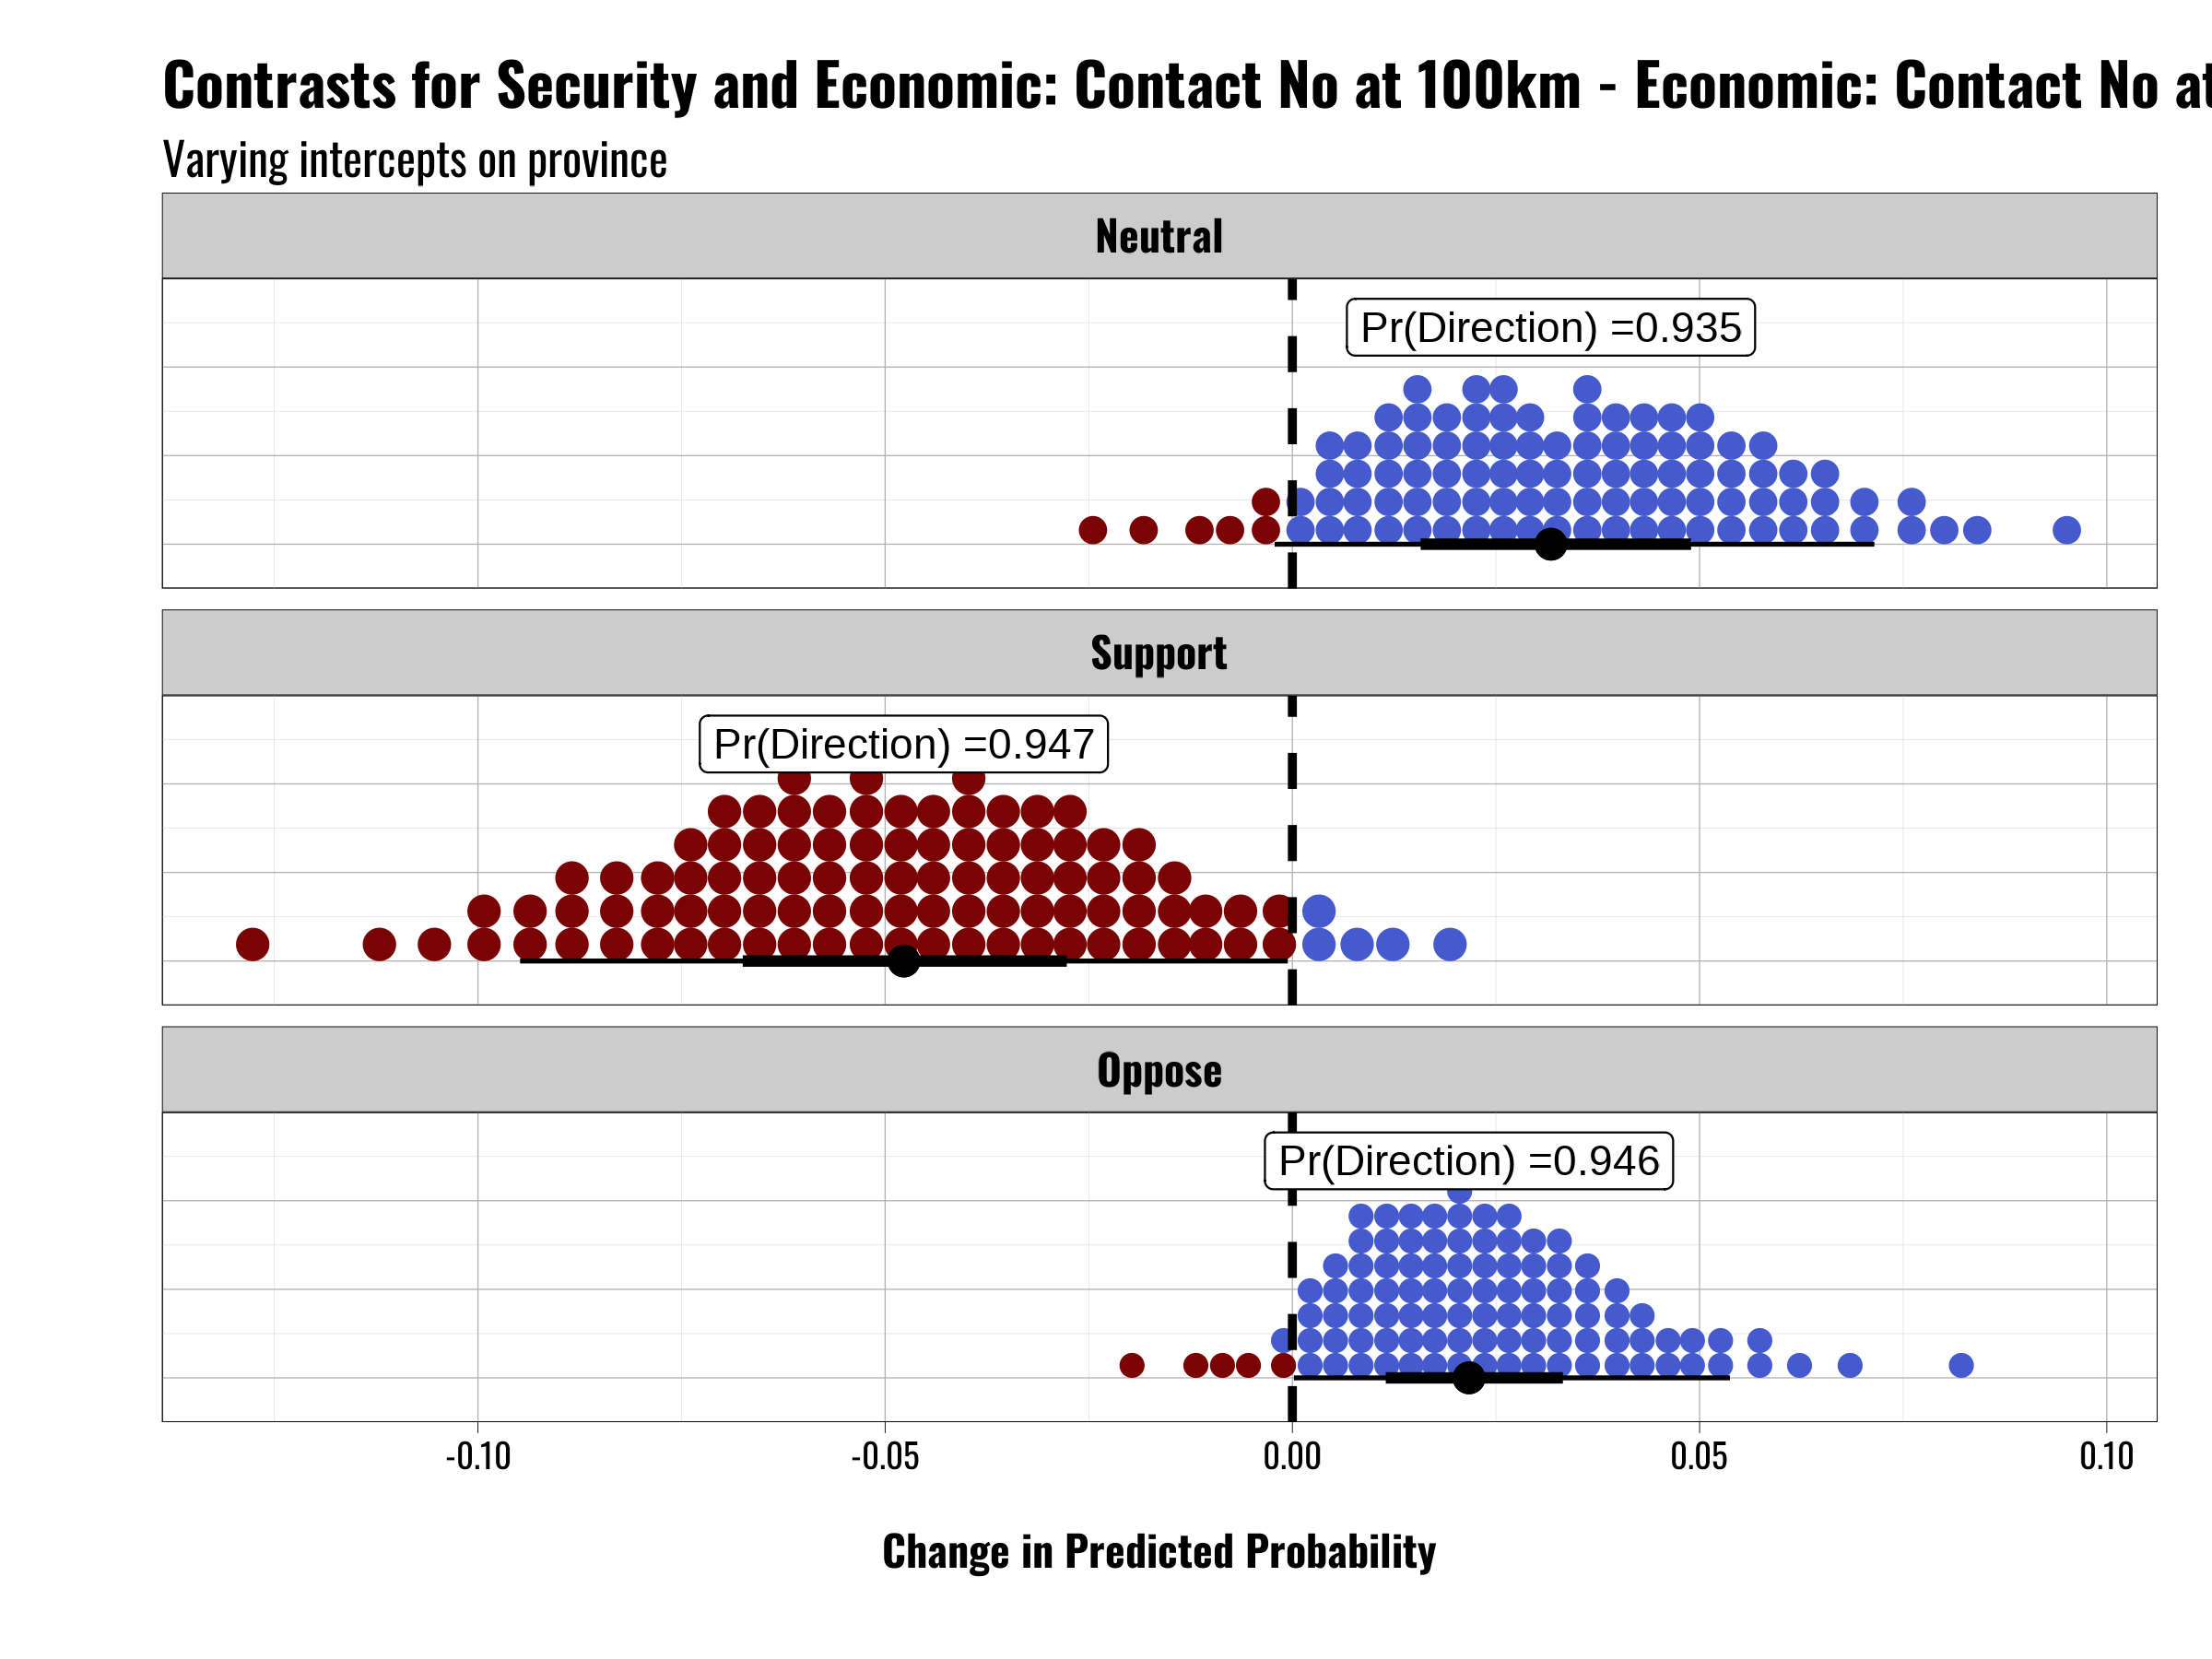 Contrasts for Security and Economic: Contact No at 100km - Economic: Contact No at
Varying intercepts on province
Neutral
Pr(Direction) =0.935
Support
Pr(Direction) =0.947
Oppose
Pr(Direction) =0.946
-0.10 -0.05 0.00 0.05 0.10
Change in Predicted Probability